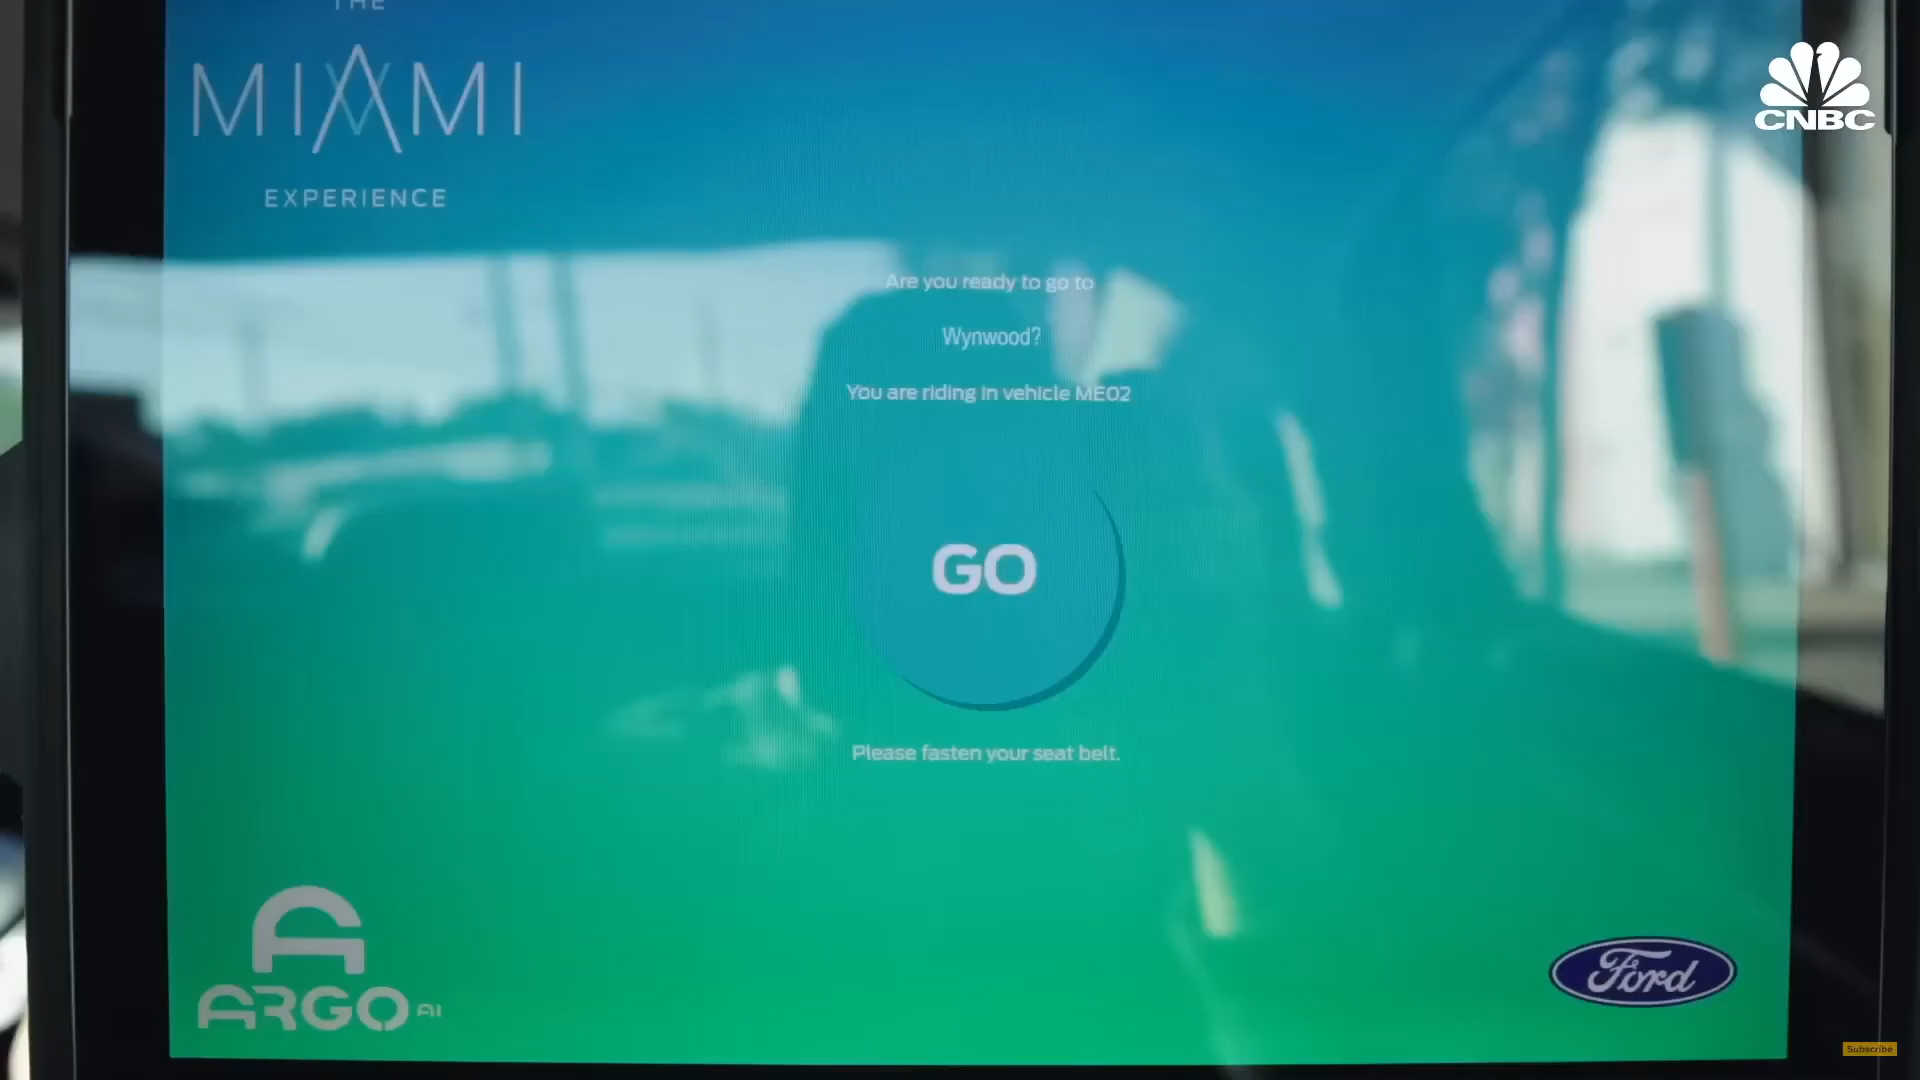 THE
MIAMI
EXPERIENCE
CNBC
Are you ready to go to
Wynwood?
You are riding in vehicle ME02
GO
Please fasten your seat belt.
ARGO AI
Ford
Subscribe